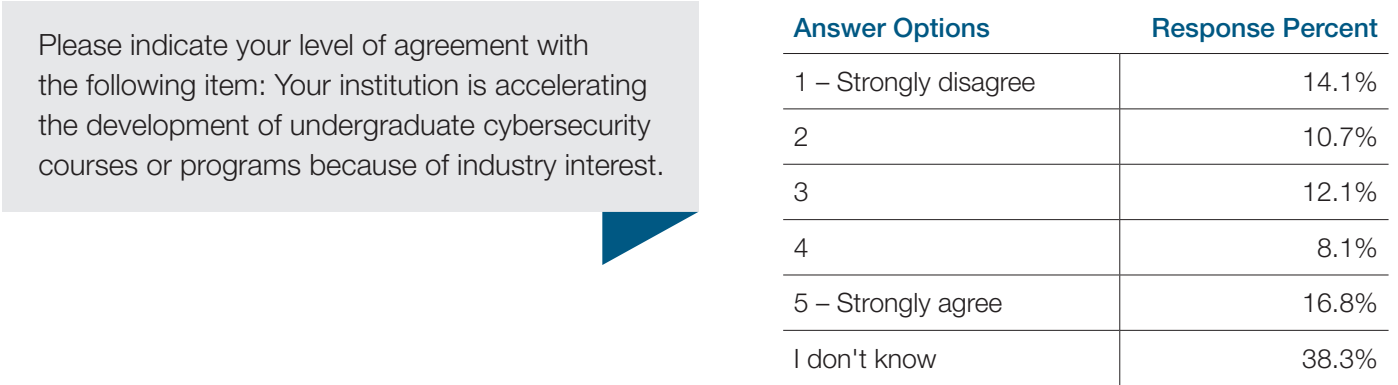 Please indicate your level of agreement with
the following item: Your institution is accelerating
the development of undergraduate cybersecurity
courses or programs because of industry interest.
Answer Options Response Percent
1 – Strongly disagree 14.1%
2 10.7%
3 12.1%
4 8.1%
5 – Strongly agree 16.8%
I don't know 38.3%